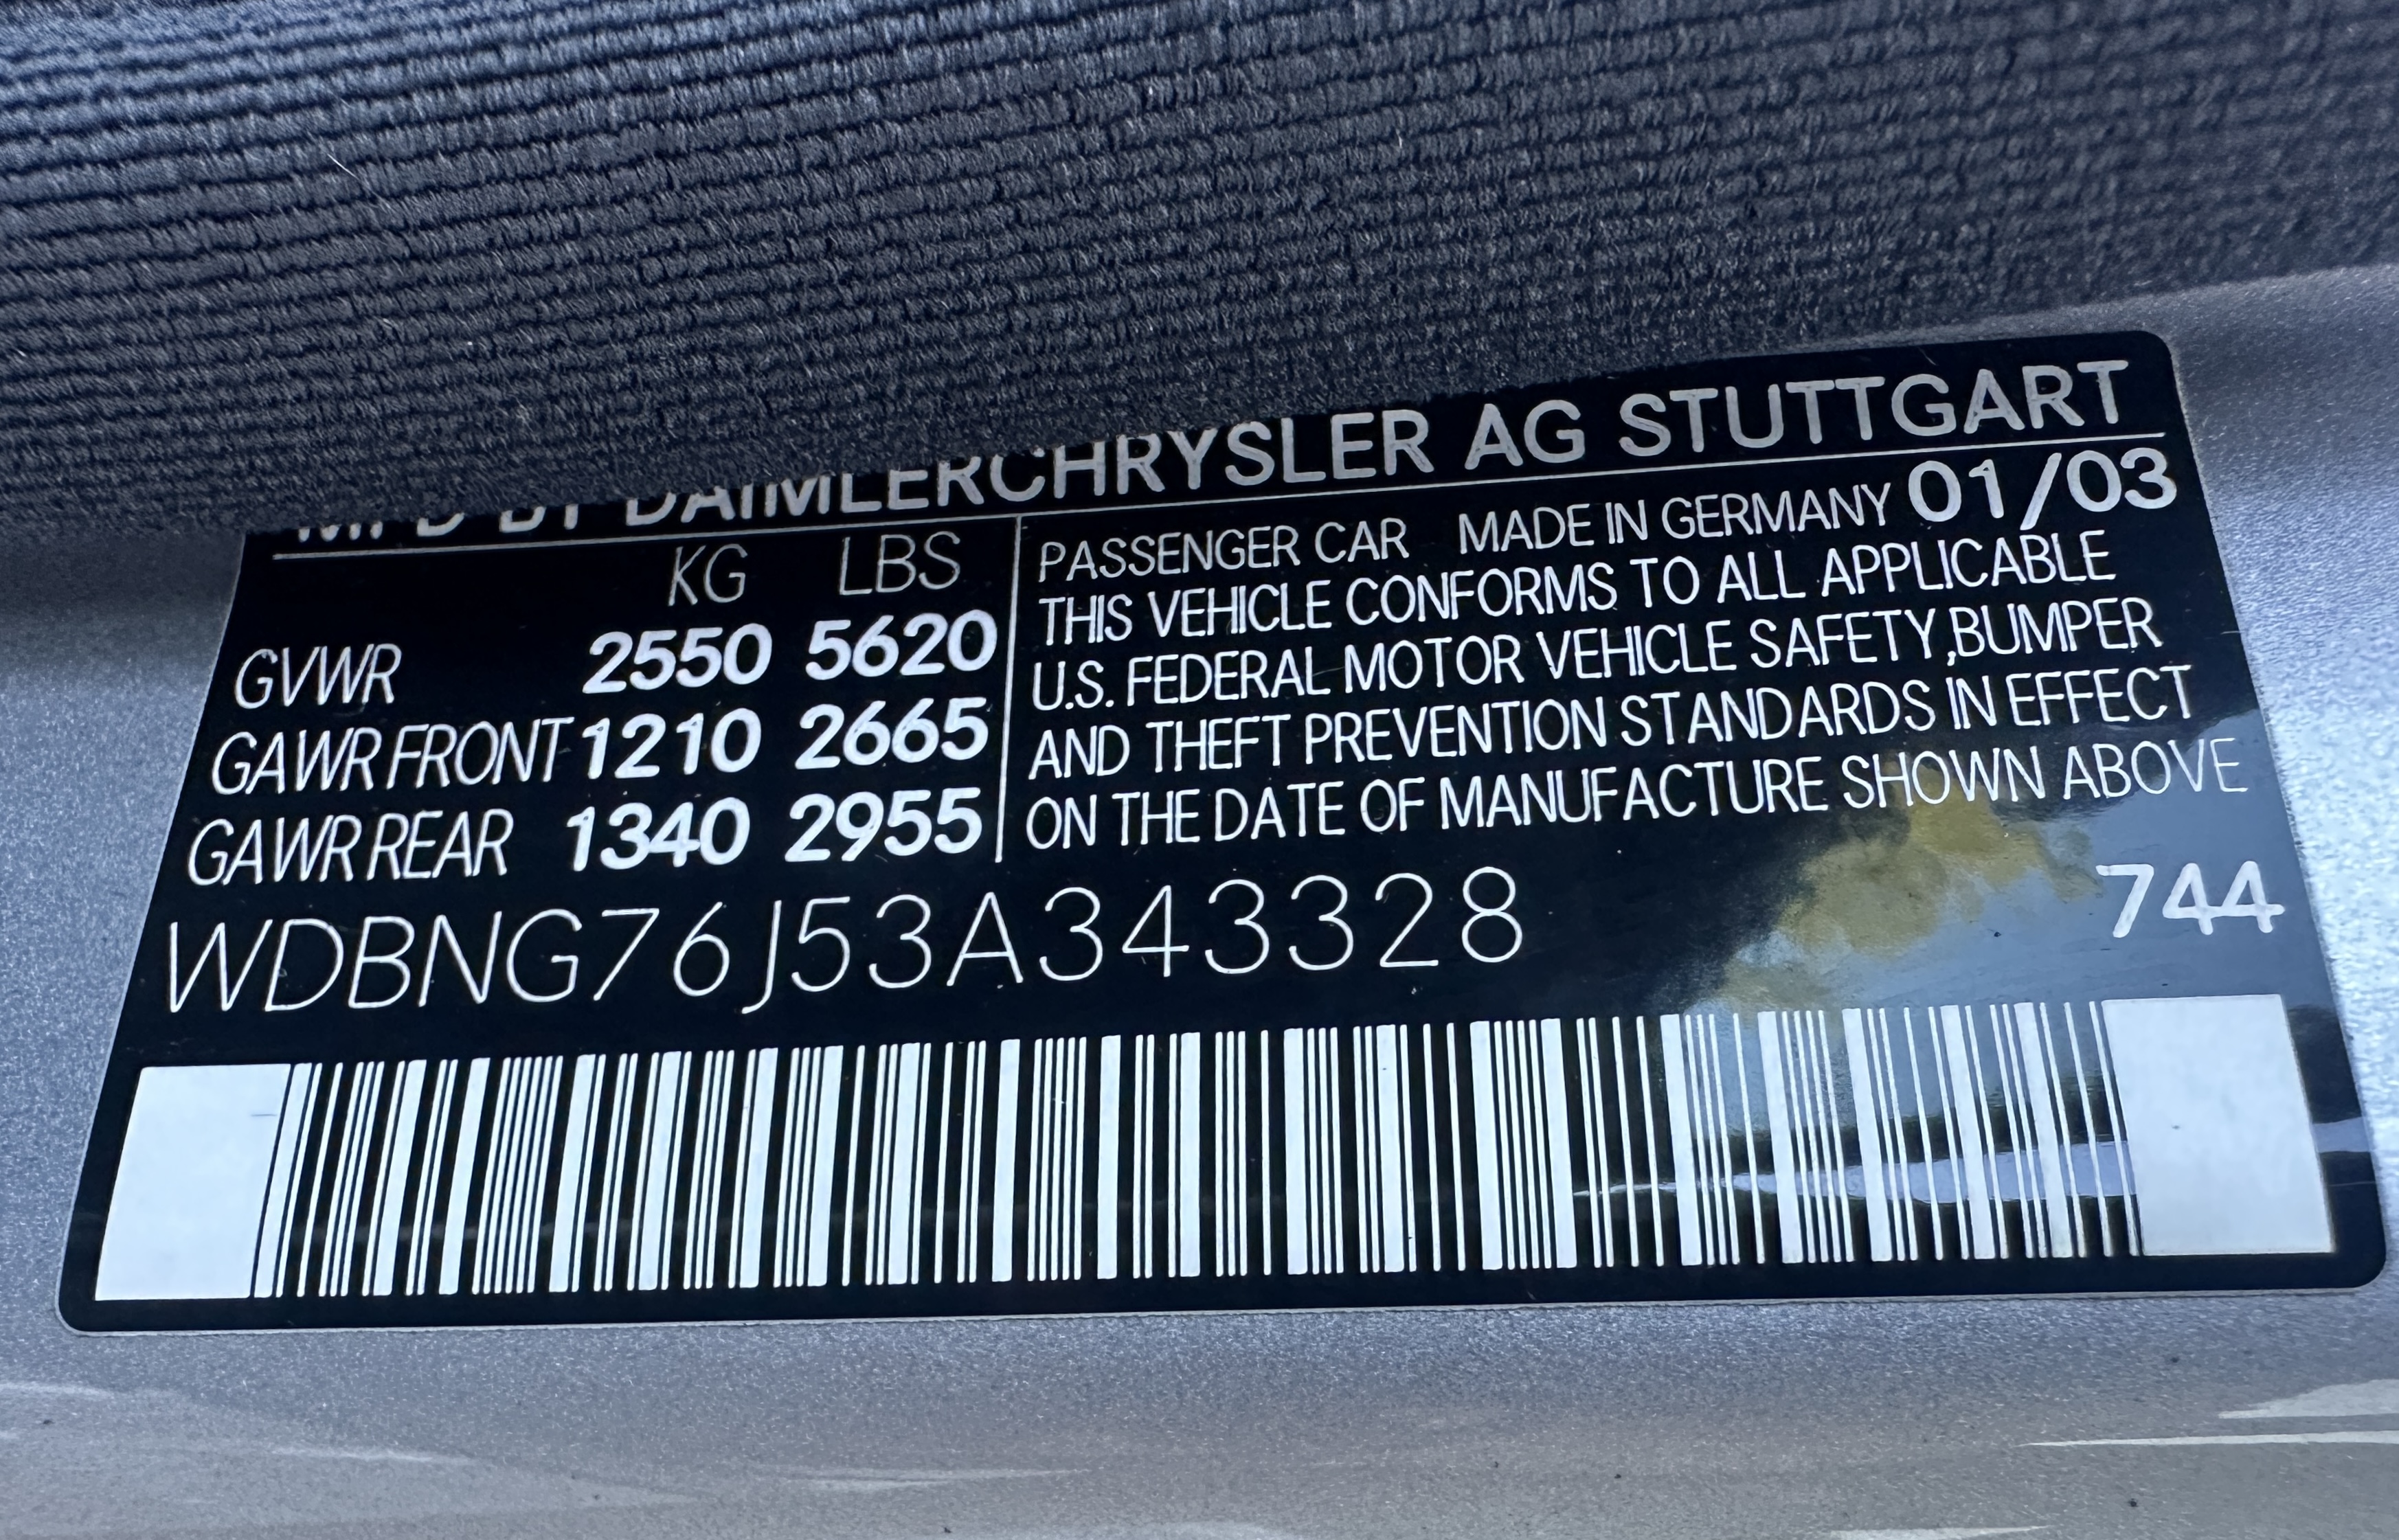 MFD BY DAIMLERCHRYSLER AG STUTTGART
KG LBS
GVWR 2550 5620
GAWR FRONT 1210 2665
GAWR REAR 1340 2955
PASSENGER CAR MADE IN GERMANY 01/03
THIS VEHICLE CONFORMS TO ALL APPLICABLE
U.S. FEDERAL MOTOR VEHICLE SAFETY,BUMPER
AND THEFT PREVENTION STANDARDS IN EFFECT
ON THE DATE OF MANUFACTURE SHOWN ABOVE
WDBNG76J53A343328 744